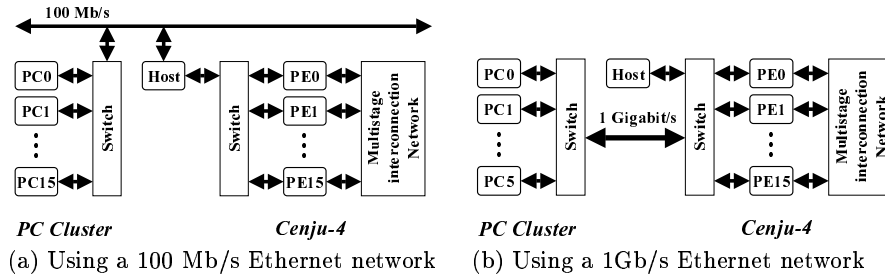 100 Mb/s
PC0
PC1
PC15
Switch
Host
Switch
PE0
PE1
PE15
Multistage
interconnection
Network
PC Cluster
Cenju-4
(a) Using a 100 Mb/s Ethernet network
PC0
PC1
PC5
Switch
1 Gigabit/s
Host
Switch
PE0
PE1
PE15
Multistage
interconnection
Network
PC Cluster
Cenju-4
(b) Using a 1Gb/s Ethernet network